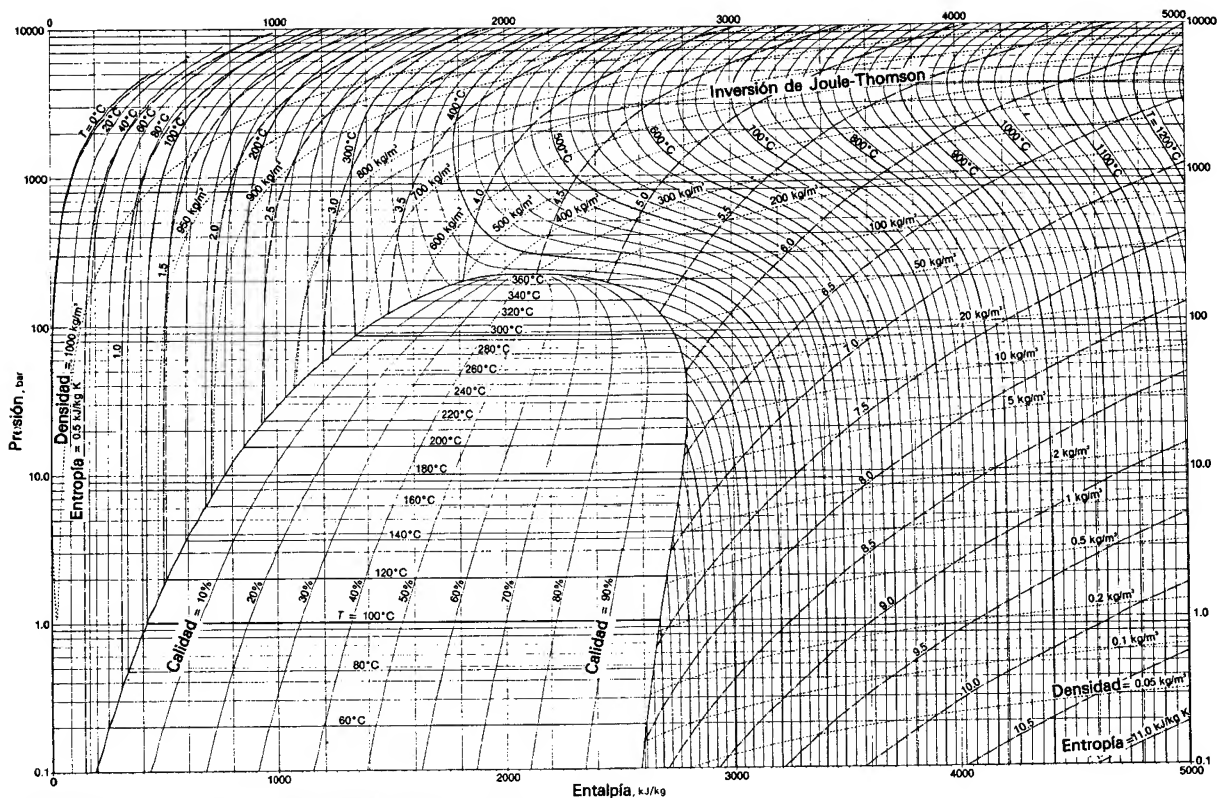 0 1000 2000 3000 4000 5000
10000 10000
Inversión de Joule-Thomson
T = 0°C
20°C
40°C
60°C
80°C
100°C
200°C
300°C
400°C
500°C
600°C
700°C
800°C
900°C
1000°C
1100°C
T = 1200°C
1000 1000
950 kg/m³
900 kg/m³
800 kg/m³
700 kg/m³
600 kg/m³
500 kg/m³
400 kg/m³
300 kg/m³
200 kg/m³
100 kg/m³
50 kg/m³
20 kg/m³
10 kg/m³
5 kg/m³
2 kg/m³
1 kg/m³
0.5 kg/m³
0.2 kg/m³
0.1 kg/m³
Densidad = 0.05 kg/m³
Densidad = 1000 kg/m³
Entropía = 0.5 kJ/kg K
1.0
1.5
2.0
2.5
3.0
3.5
4.0
4.5
5.0
5.5
6.0
6.5
7.0
7.5
8.0
8.5
9.0
9.5
10.0
10.5
Entropía = 11.0 kJ/kg K
360°C
340°C
320°C
300°C
280°C
260°C
240°C
220°C
200°C
180°C
160°C
140°C
120°C
T = 100°C
80°C
60°C
Calidad = 10%
20%
30%
40%
50%
60%
70%
80%
Calidad = 90%
100 100
Presión, bar
10.0 10.0
1.0 1.0
0.1 0.1
0 1000 2000 3000 4000 5000
Entalpía, kJ/kg